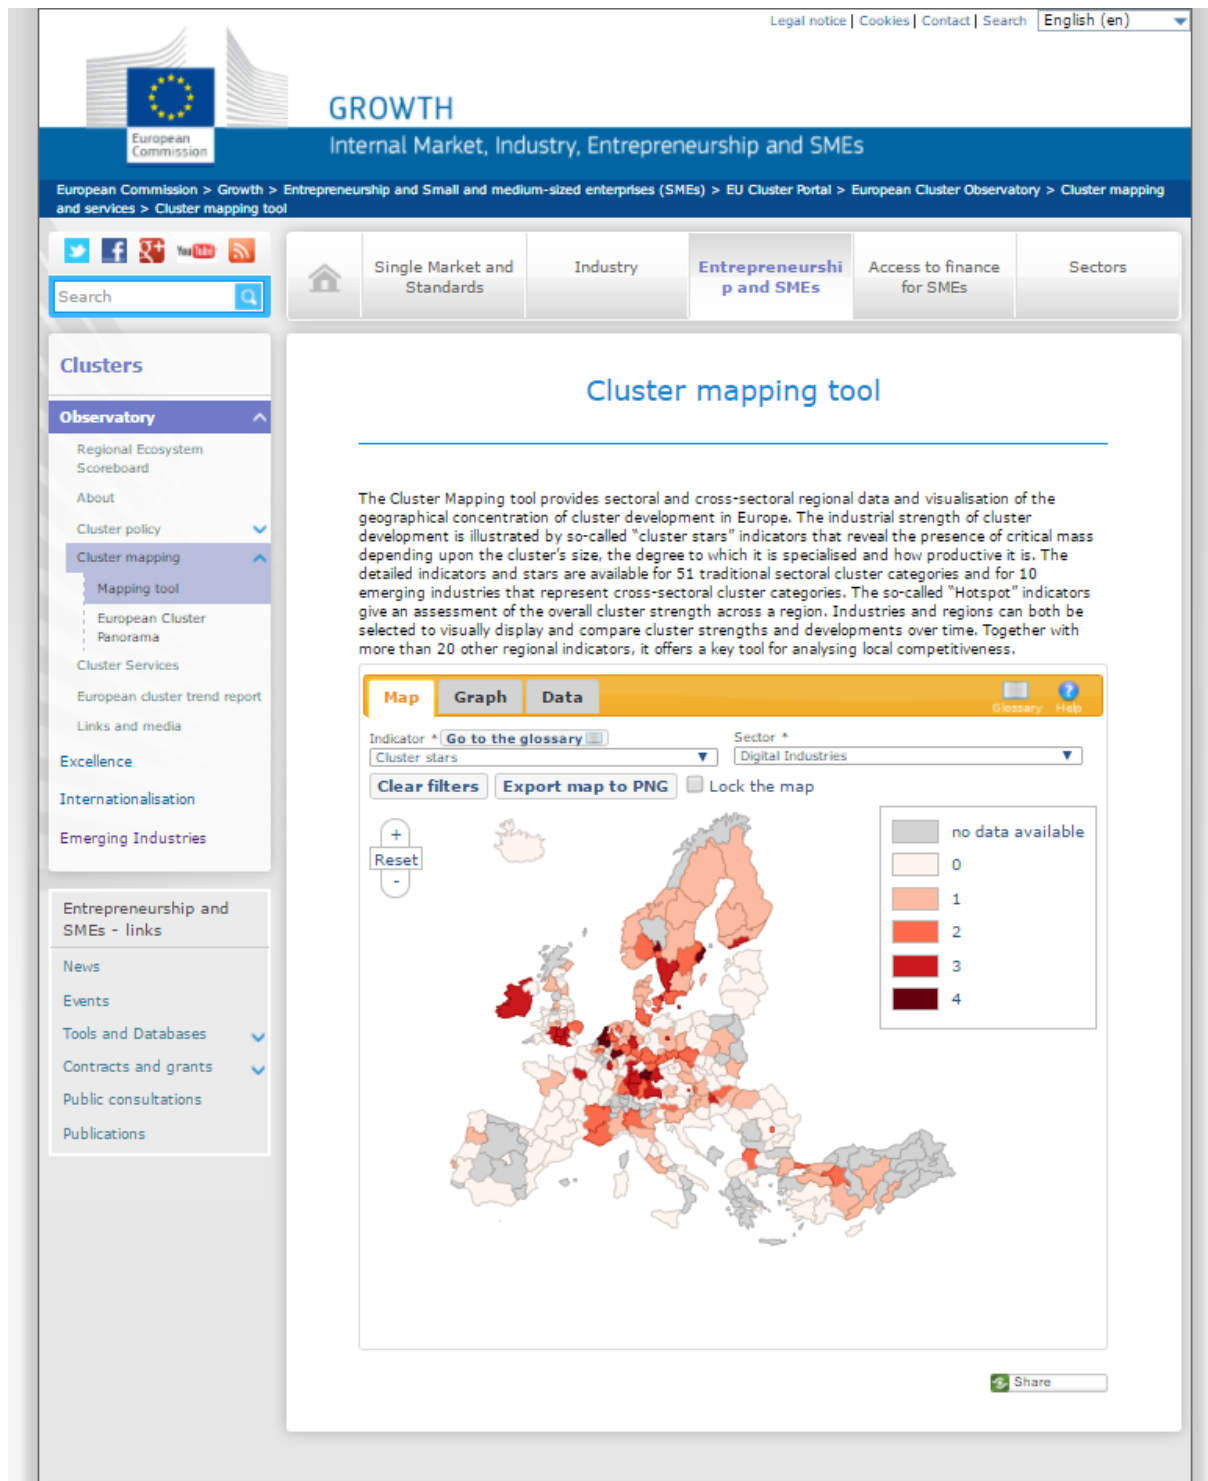 Legal notice | Cookies | Contact | Search English (en)
European
Commission
GROWTH
Internal Market, Industry, Entrepreneurship and SMEs
European Commission > Growth > Entrepreneurship and Small and medium-sized enterprises (SMEs) > EU Cluster Portal > European Cluster Observatory > Cluster mapping
and services > Cluster mapping tool
You Tube
Search
Single Market and
Standards
Industry
Entrepreneurshi
p and SMEs
Access to finance
for SMEs
Sectors
Clusters
Observatory
Regional Ecosystem
Scoreboard
About
Cluster policy
Cluster mapping
Mapping tool
European Cluster
Panorama
Cluster Services
European cluster trend report
Links and media
Excellence
Internationalisation
Emerging Industries
Entrepreneurship and
SMEs - links
News
Events
Tools and Databases
Contracts and grants
Public consultations
Publications
Cluster mapping tool
The Cluster Mapping tool provides sectoral and cross-sectoral regional data and visualisation of the
geographical concentration of cluster development in Europe. The industrial strength of cluster
development is illustrated by so-called "cluster stars" indicators that reveal the presence of critical mass
depending upon the cluster's size, the degree to which it is specialised and how productive it is. The
detailed indicators and stars are available for 51 traditional sectoral cluster categories and for 10
emerging industries that represent cross-sectoral cluster categories. The so-called "Hotspot" indicators
give an assessment of the overall cluster strength across a region. Industries and regions can both be
selected to visually display and compare cluster strengths and developments over time. Together with
more than 20 other regional indicators, it offers a key tool for analysing local competitiveness.
Map Graph Data
Glossary Help
Indicator * Go to the glossary
Cluster stars
Sector *
Digital Industries
Clear filters Export map to PNG Lock the map
+
Reset
-
no data available
0
1
2
3
4
Share